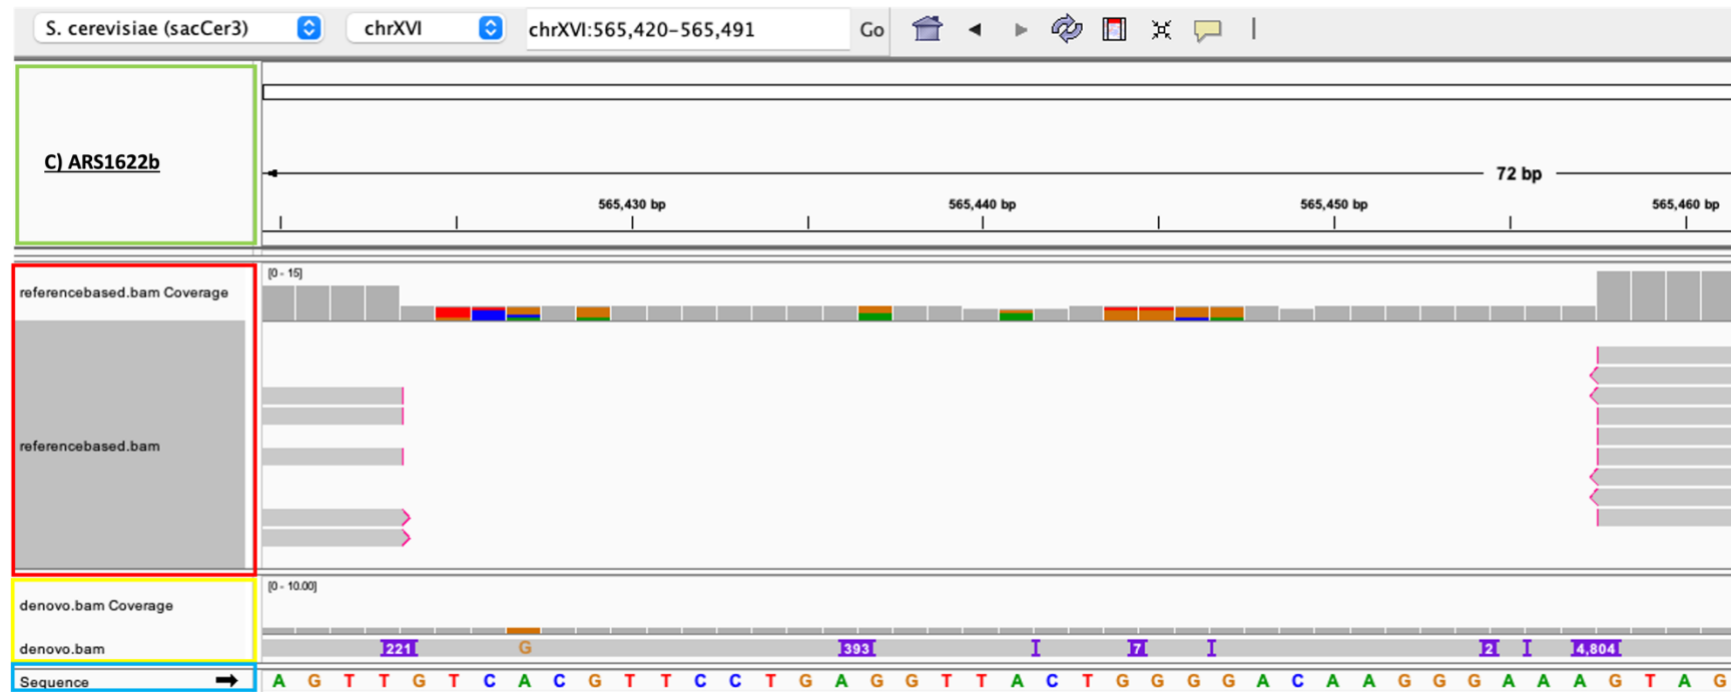 S. cerevisiae (sacCer3) chrXVI chrXVI:565,420-565,491 Go
C) ARS1622b
72 bp
565,430 bp 565,440 bp 565,450 bp 565,460 bp
[0 - 15]
referencebased.bam Coverage
referencebased.bam
[0 - 10.00]
denovo.bam Coverage
denovo.bam 221 G 393 I 7 I 2 I 4,804
Sequence A G T T G T C A C G T T C C T G A G G T T A C T G G G G A C A A G G G A A A G T A G